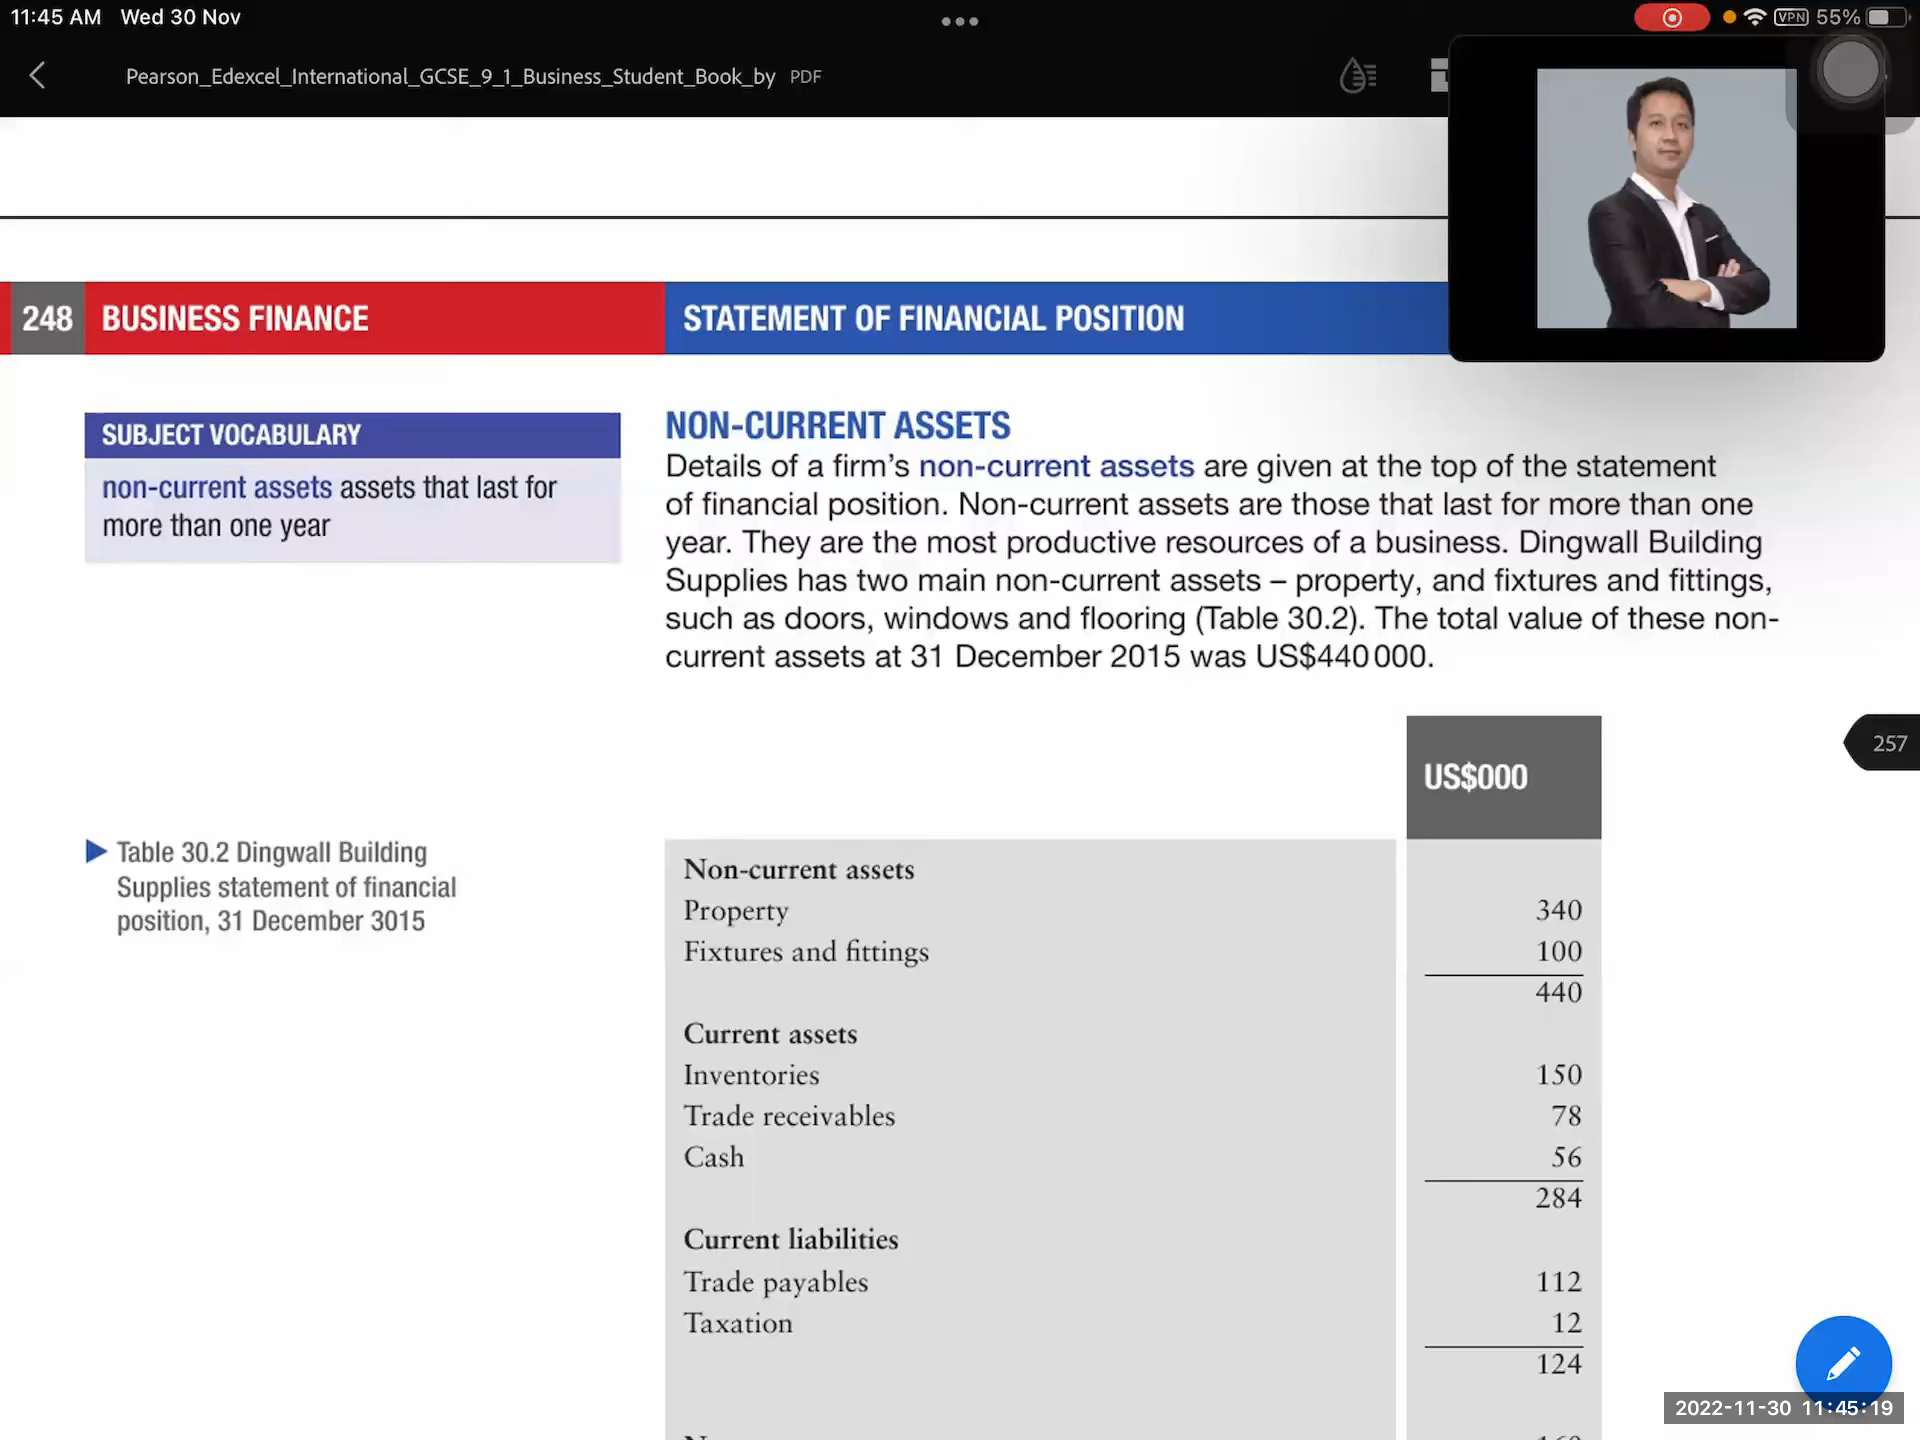 11:45 AM Wed 30 Nov
VPN 55%
Pearson_Edexcel_International_GCSE_9_1_Business_Student_Book_by PDF
248 BUSINESS FINANCE STATEMENT OF FINANCIAL POSITION
SUBJECT VOCABULARY
non-current assets assets that last for
more than one year
NON-CURRENT ASSETS
Details of a firm's non-current assets are given at the top of the statement
of financial position. Non-current assets are those that last for more than one
year. They are the most productive resources of a business. Dingwall Building
Supplies has two main non-current assets – property, and fixtures and fittings,
such as doors, windows and flooring (Table 30.2). The total value of these non-
current assets at 31 December 2015 was US$440 000.
257
Table 30.2 Dingwall Building
Supplies statement of financial
position, 31 December 3015
US$000
Non-current assets
Property 340
Fixtures and fittings 100
440
Current assets
Inventories 150
Trade receivables 78
Cash 56
284
Current liabilities
Trade payables 112
Taxation 12
124
2022-11-30 11:45:19